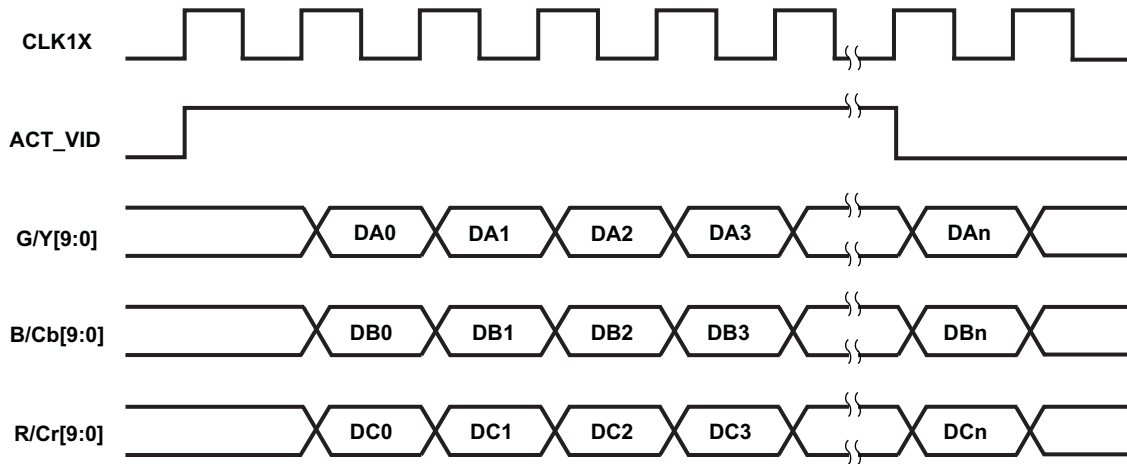 CLK1X
ACT_VID
G/Y[9:0] DA0 DA1 DA2 DA3 DAn
B/Cb[9:0] DB0 DB1 DB2 DB3 DBn
R/Cr[9:0] DC0 DC1 DC2 DC3 DCn